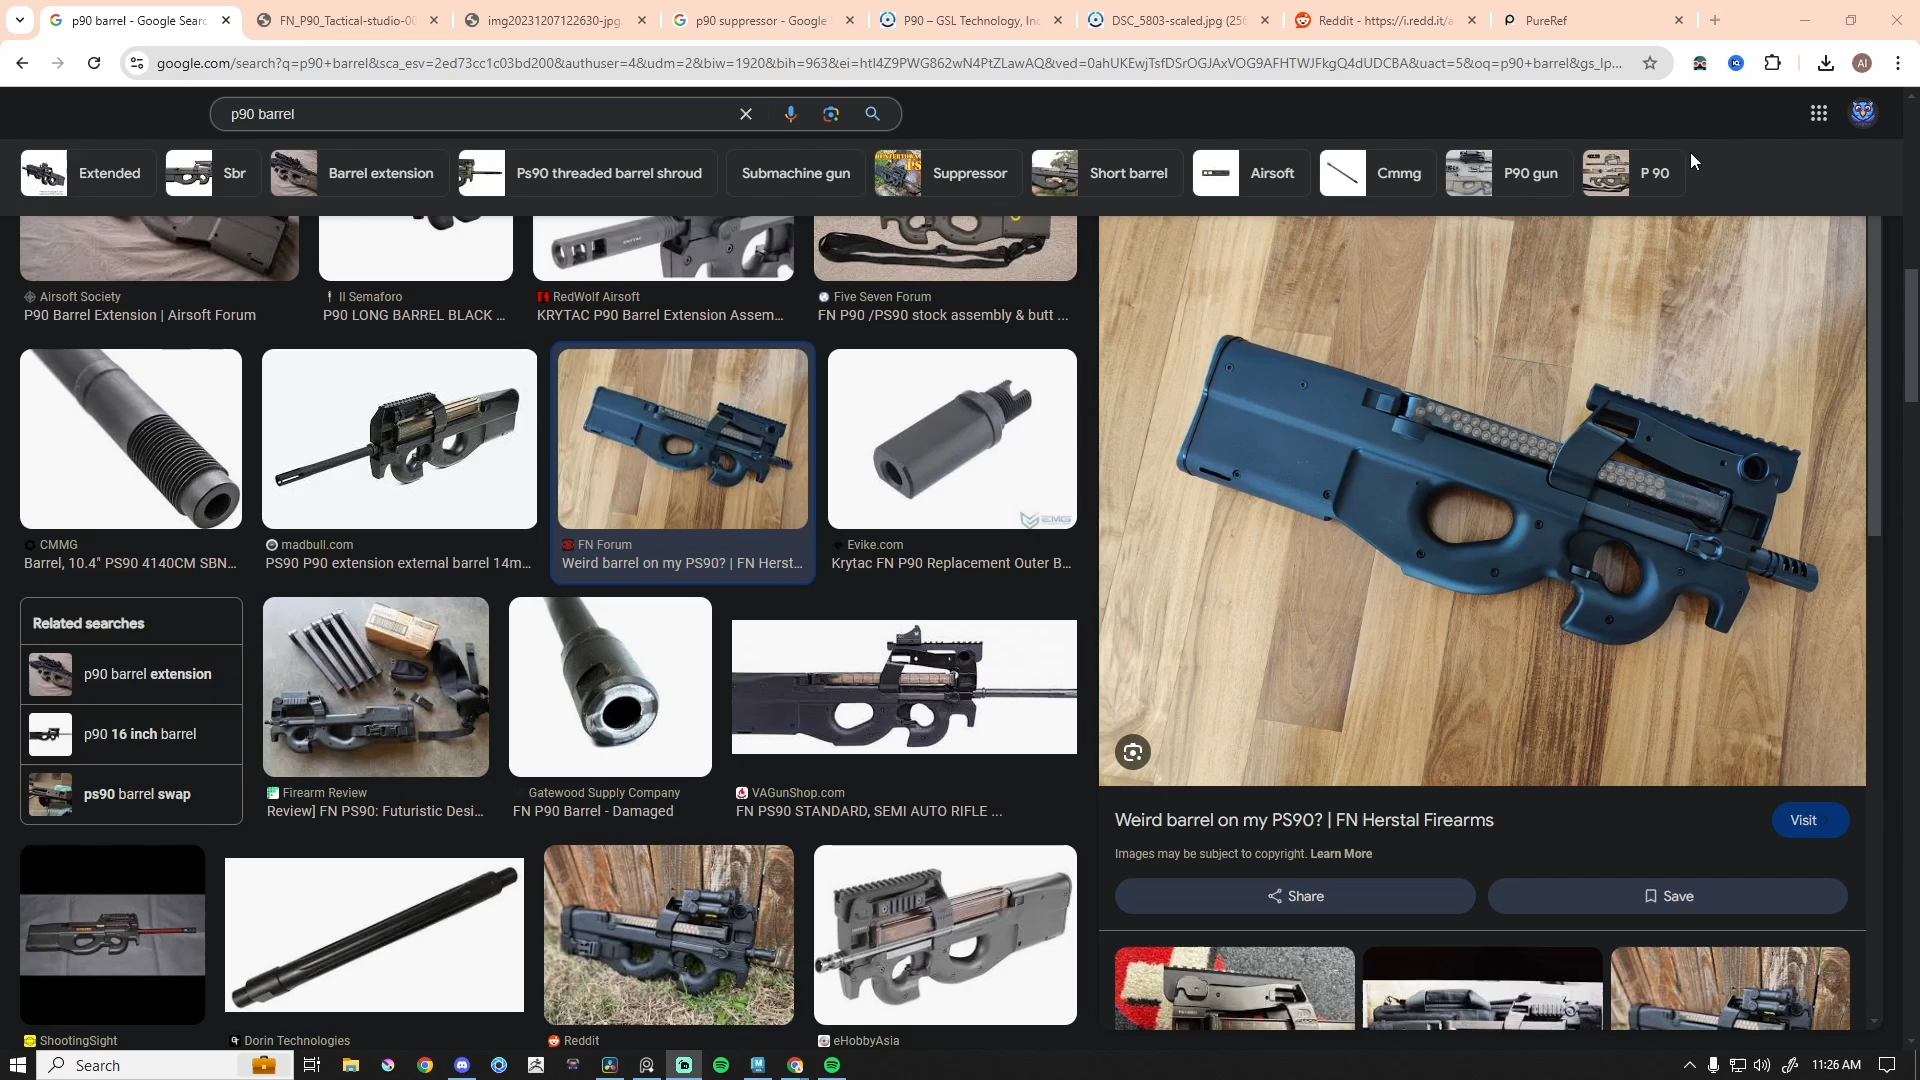 p90 barrel - Google Searc
FN_P90_Tactical-studio-00
img20231207122630-jpg.
p90 suppressor - Google S
P90 – GSL Technology, Inc
DSC_5803-scaled.jpg (256
Reddit - https://i.redd.it/a
PureRef
google.com/search?q=p90+barrel&sca_esv=2ed73cc1c03bd200&authuser=4&udm=2&biw=1920&bih=963&ei=htI4Z9PWG862wN4PtZLawAQ&ved=0ahUKEwjTsfDSrOGJAxVOG9AFHTWJFkgQ4dUDCBA&uact=5&oq=p90+barrel&gs_lp...
AI
p90 barrel
Extended
Sbr
Barrel extension
Ps90 threaded barrel shroud
Submachine gun
Suppressor
Short barrel
Airsoft
Cmmg
P90 gun
P 90
Airsoft Society
P90 Barrel Extension | Airsoft Forum
Il Semaforo
P90 LONG BARREL BLACK ...
RedWolf Airsoft
KRYTAC P90 Barrel Extension Assem...
Five Seven Forum
FN P90 /PS90 stock assembly & butt ...
CMMG
Barrel, 10.4" PS90 4140CM SBN...
madbull.com
PS90 P90 extension external barrel 14m...
FN Forum
Weird barrel on my PS90? | FN Herst...
EMG
Evike.com
Krytac FN P90 Replacement Outer B...
Related searches
p90 barrel extension
p90 16 inch barrel
ps90 barrel swap
Firearm Review
Review] FN PS90: Futuristic Desi...
Gatewood Supply Company
FN P90 Barrel - Damaged
VAGunShop.com
FN PS90 STANDARD, SEMI AUTO RIFLE ...
Weird barrel on my PS90? | FN Herstal Firearms
Visit
Images may be subject to copyright. Learn More
Share
Save
ShootingSight
Dorin Technologies
Reddit
eHobbyAsia
Search
11:26 AM